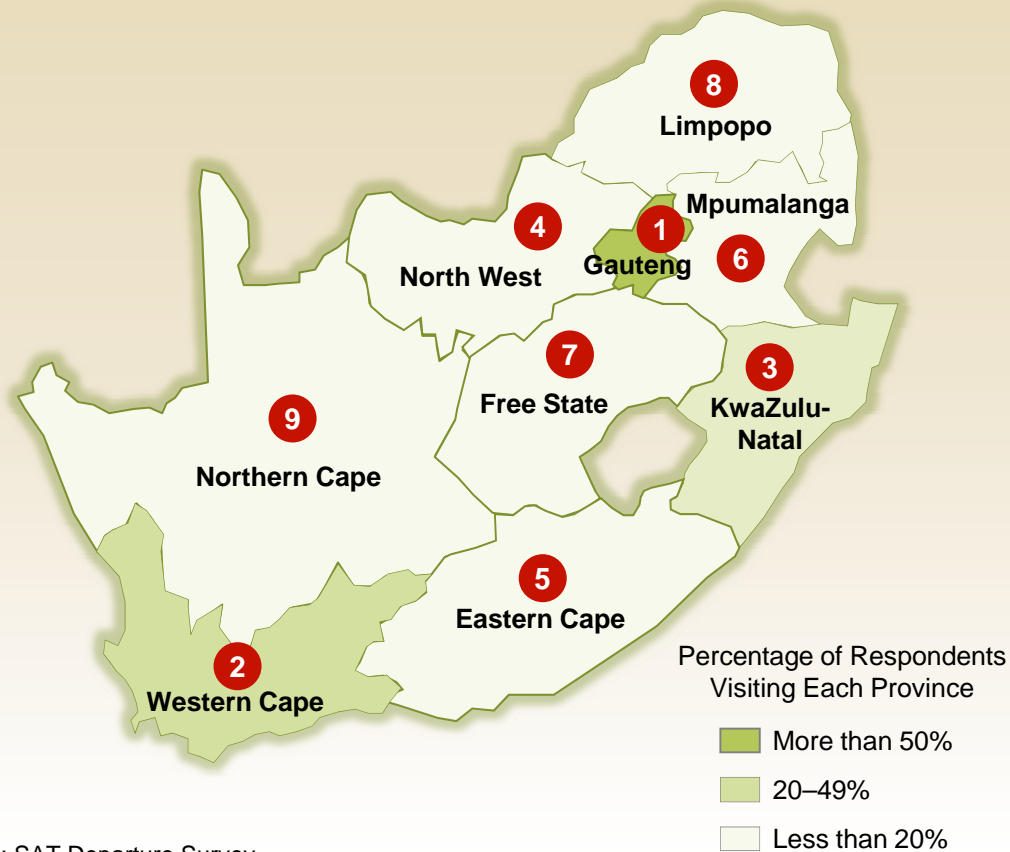 8
Limpopo
Mpumalanga
4
1
North West
Gauteng
6
7
3
Free State
KwaZulu-
Natal
9
Northern Cape
5
Eastern Cape
2
Western Cape
Percentage of Respondents
Visiting Each Province
More than 50%
20–49%
Less than 20%
: SAT Departure Survey